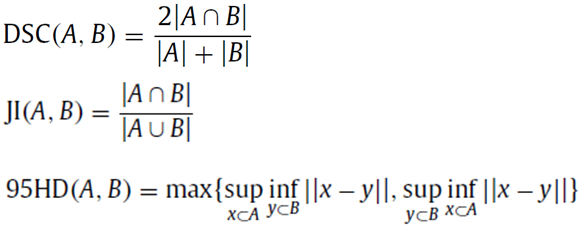 DSC(A, B) = 2|A ∩ B| / |A| + |B|
JI(A, B) = |A ∩ B| / |A ∪ B|
95HD(A, B) = max{sup_{x⊂A} inf_{y⊂B} ||x − y||, sup_{y⊂B} inf_{x⊂A} ||x − y||}